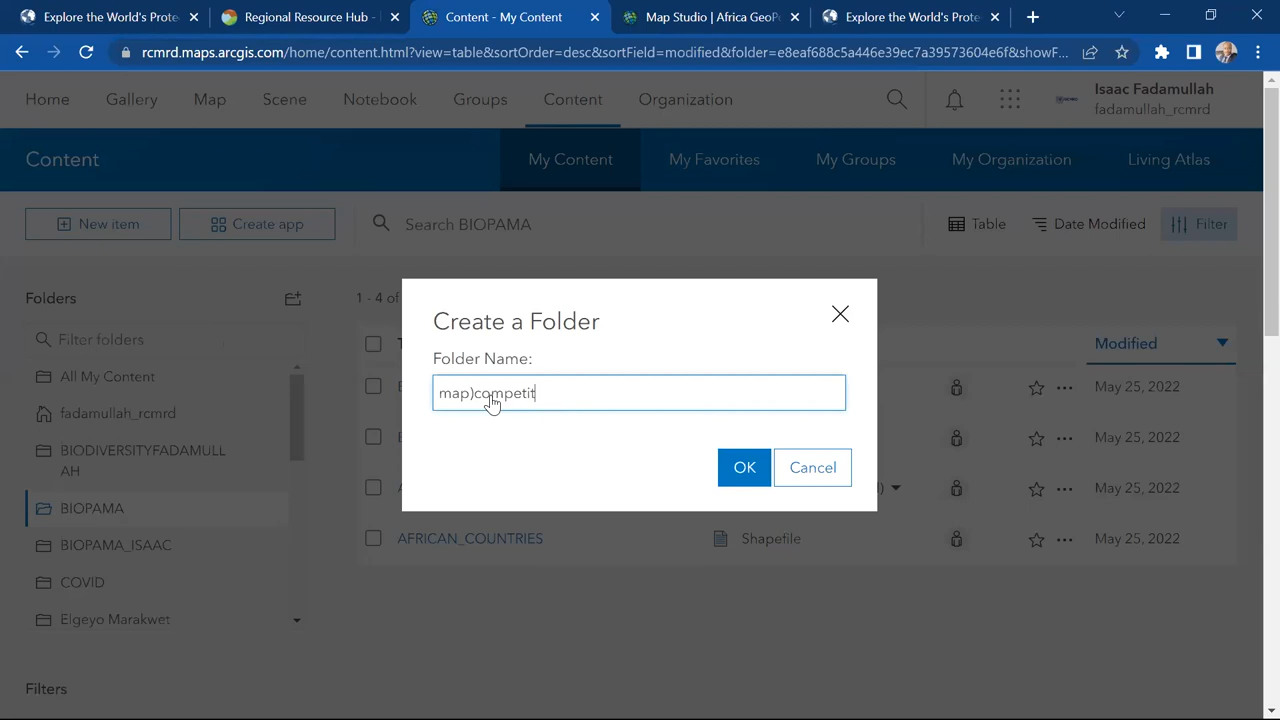 Explore the World's Prote
Regional Resource Hub -
Content - My Content
Map Studio | Africa GeoP
Explore the World's Prote
rcmrd.maps.arcgis.com/home/content.html?view=table&sortOrder=desc&sortField=modified&folder=e8eaf688c5a446e39ec7a39573604e6f&showF...
Home
Gallery
Map
Scene
Notebook
Groups
Content
Organization
Isaac Fadamullah
fadamullah_rcmrd
Content
My Content
My Favorites
My Groups
My Organization
Living Atlas
New item
Create app
Search BIOPAMA
Table
Date Modified
Filter
Folders
1 - 4 of
Create a Folder
Folder Name:
map)competit
OK
Cancel
Filter folders
All My Content
fadamullah_rcmrd
BIODIVERSITYFADAMULL
AH
BIOPAMA
BIOPAMA_ISAAC
COVID
Elgeyo Marakwet
Modified
May 25, 2022
May 25, 2022
May 25, 2022
AFRICAN_COUNTRIES
Shapefile
May 25, 2022
Filters